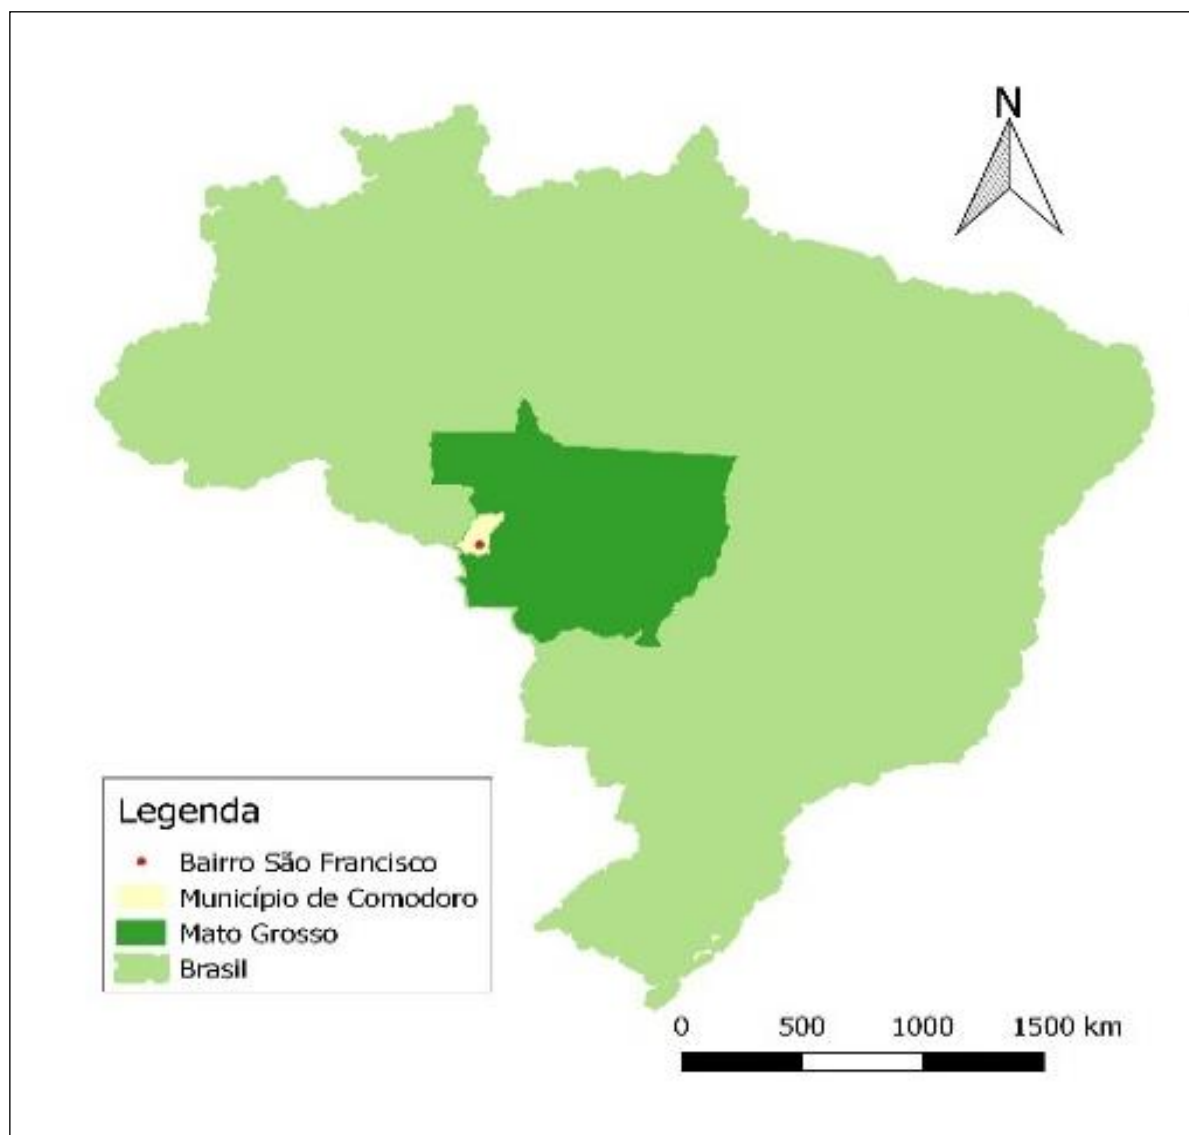 N
Legenda
Bairro São Francisco
Município de Comodoro
Mato Grosso
Brasil
0 500 1000 1500 km